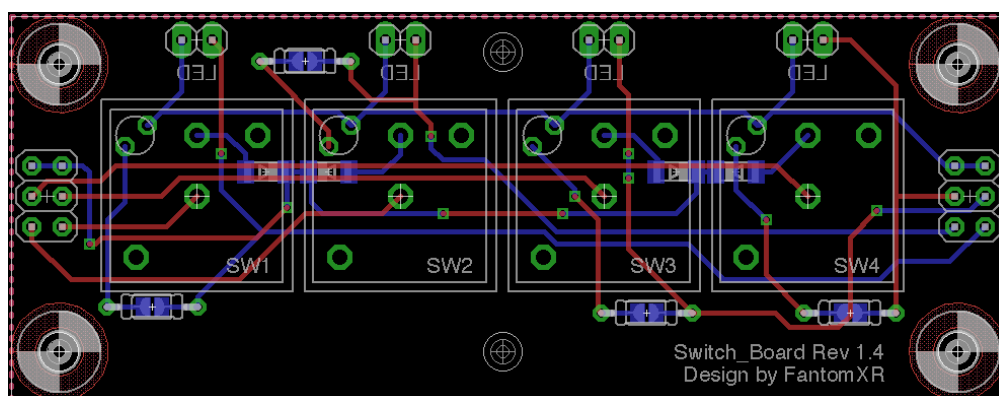 LED LED LED LED
SW1 SW2 SW3 SW4
Switch_Board Rev 1.4
Design by FantomXR